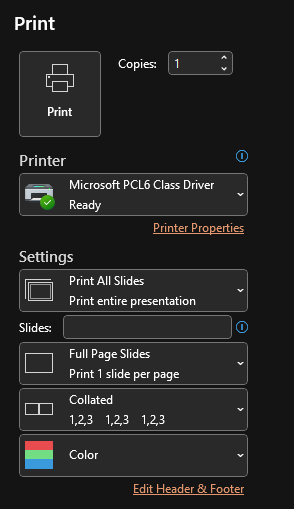 Print
Copies: 1
Print
Printer
Microsoft PCL6 Class Driver
Ready
Printer Properties
Settings
Print All Slides
Print entire presentation
Slides:
Full Page Slides
Print 1 slide per page
Collated
1,2,3 1,2,3 1,2,3
Color
Edit Header & Footer